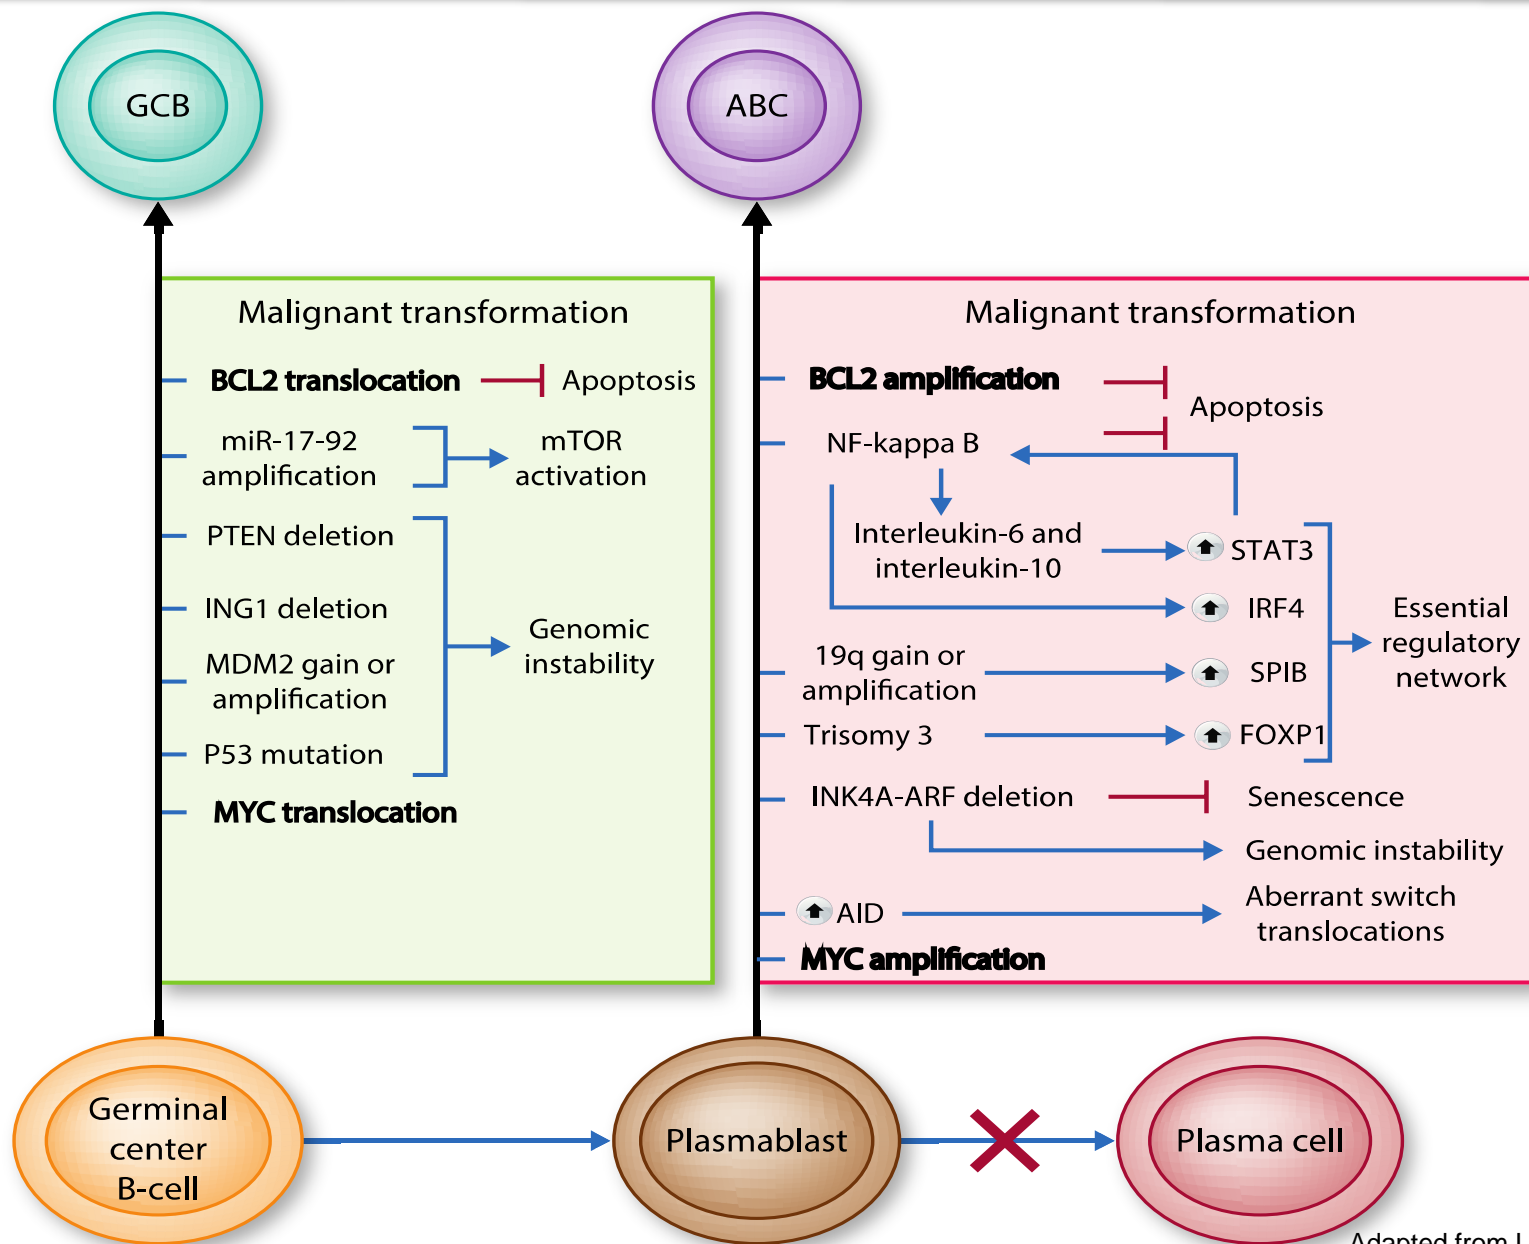 GCB
ABC
Malignant transformation
BCL2 translocation
Apoptosis
miR-17-92
amplification
mTOR
activation
PTEN deletion
ING1 deletion
MDM2 gain or
amplification
P53 mutation
Genomic
instability
MYC translocation
Malignant transformation
BCL2 amplification
Apoptosis
NF-kappa B
Interleukin-6 and
interleukin-10
STAT3
IRF4
19q gain or
amplification
SPIB
Trisomy 3
FOXP1
Essential
regulatory
network
INK4A-ARF deletion
Senescence
Genomic instability
AID
Aberrant switch
translocations
MYC amplification
Germinal
center
B-cell
Plasmablast
Plasma cell
Adapted from